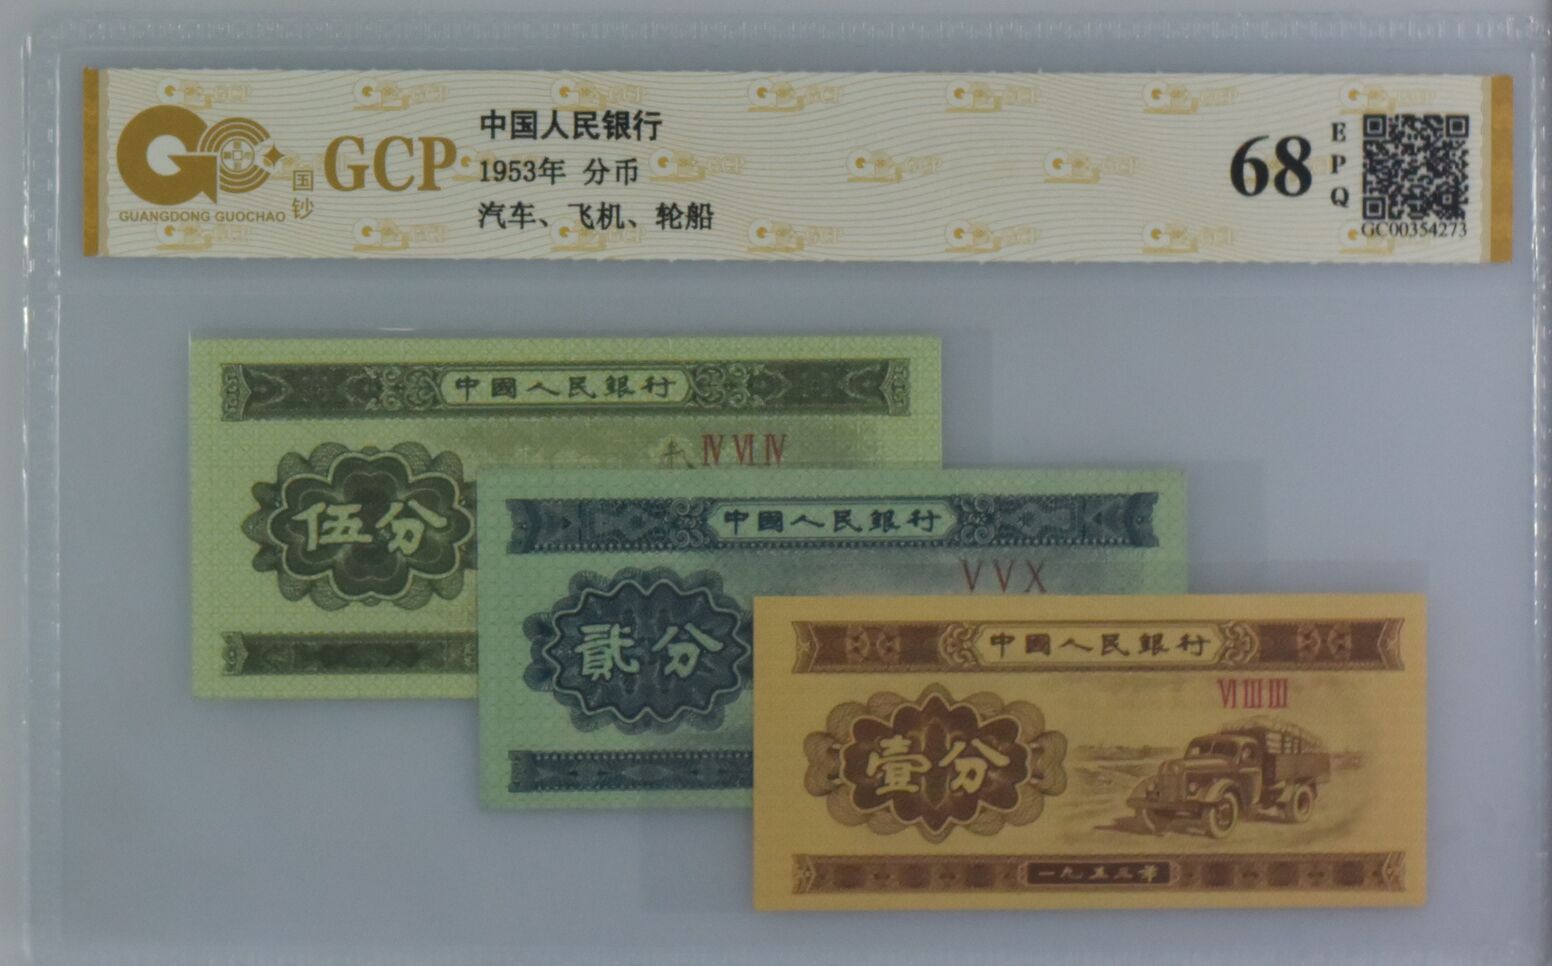 GCP
国钞
GUANGDONG GUOCHAO
中国人民银行
1953年 分币
汽车、飞机、轮船
68
EPQ
GC00354273
中國人民銀行
Ⅳ Ⅵ Ⅳ
伍分
中國人民銀行
Ⅴ Ⅴ Ⅹ
貳分
中國人民銀行
Ⅵ Ⅲ Ⅲ
壹分
一九五三年